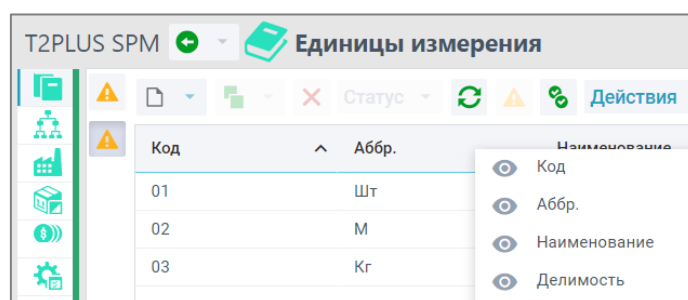 T2PLUS SPM Единицы измерения
Статус Действия
Код Аббр. Наименование
01 Шт
02 М
03 Кг
Код
Аббр.
Наименование
Делимость